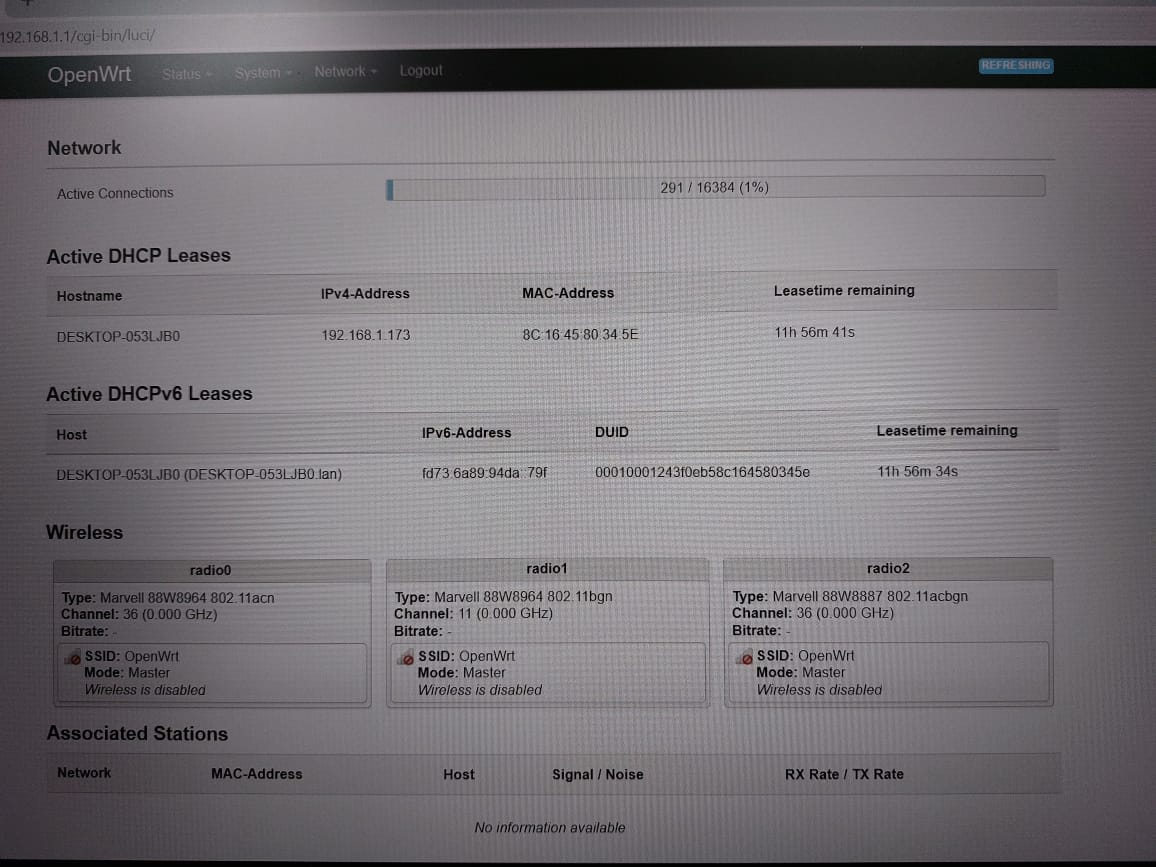 192.168.1.1/cgi-bin/luci/
OpenWrt Status System Network Logout REFRESHING
Network
Active Connections 291 / 16384 (1%)
Active DHCP Leases
Hostname IPv4-Address MAC-Address Leasetime remaining
DESKTOP-053LJB0 192.168.1.173 8C:16:45:80:34:5E 11h 56m 41s
Active DHCPv6 Leases
Host IPv6-Address DUID Leasetime remaining
DESKTOP-053LJB0 (DESKTOP-053LJB0.lan) fd73:6a89:94da::79f 00010001243f0eb58c164580345e 11h 56m 34s
Wireless
radio0 radio1 radio2
Type: Marvell 88W8964 802.11acn Type: Marvell 88W8964 802.11bgn Type: Marvell 88W8887 802.11acbgn
Channel: 36 (0.000 GHz) Channel: 11 (0.000 GHz) Channel: 36 (0.000 GHz)
Bitrate: - Bitrate: - Bitrate: -
SSID: OpenWrt SSID: OpenWrt SSID: OpenWrt
Mode: Master Mode: Master Mode: Master
Wireless is disabled Wireless is disabled Wireless is disabled
Associated Stations
Network MAC-Address Host Signal / Noise RX Rate / TX Rate
No information available